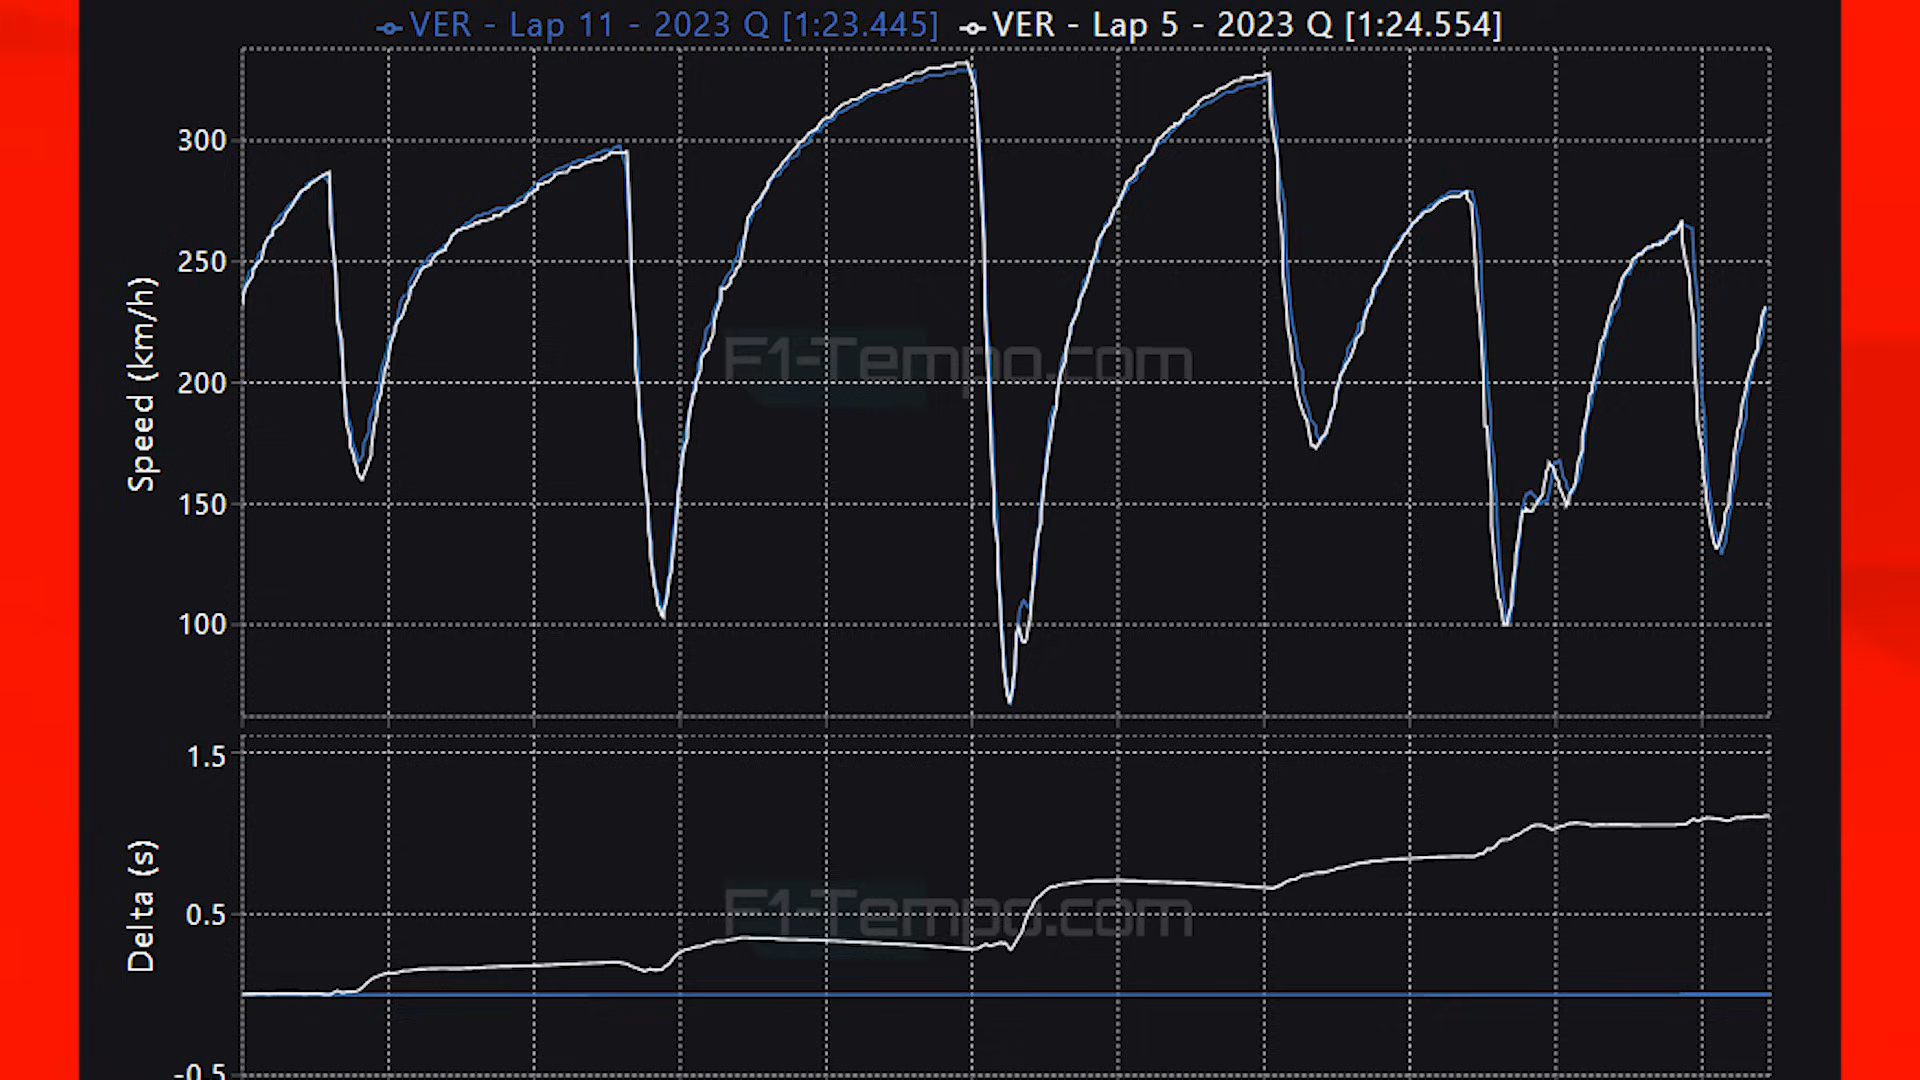 VER - Lap 11 - 2023 Q [1:23.445] VER - Lap 5 - 2023 Q [1:24.554]
300
250
200
150
100
Speed (km/h)
F1-Tempo.com
1.5
0.5
-0.5
Delta (s)
F1-Tempo.com